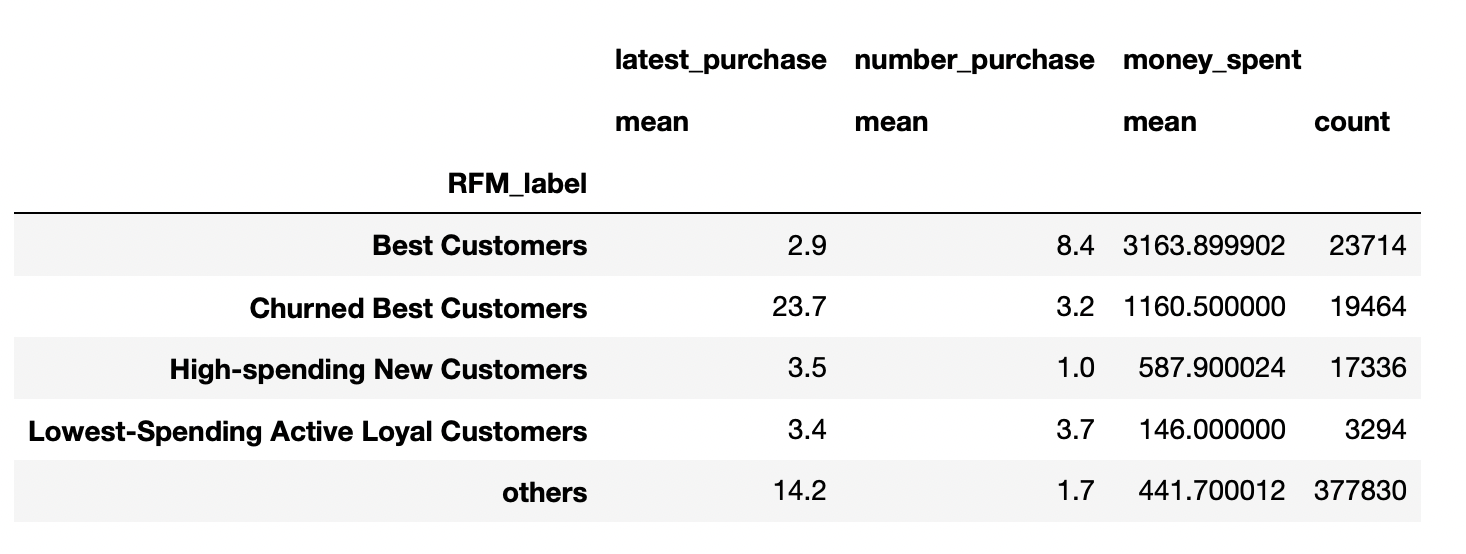 latest_purchase number_purchase money_spent
mean mean mean count
RFM_label
Best Customers 2.9 8.4 3163.899902 23714
Churned Best Customers 23.7 3.2 1160.500000 19464
High-spending New Customers 3.5 1.0 587.900024 17336
Lowest-Spending Active Loyal Customers 3.4 3.7 146.000000 3294
others 14.2 1.7 441.700012 377830